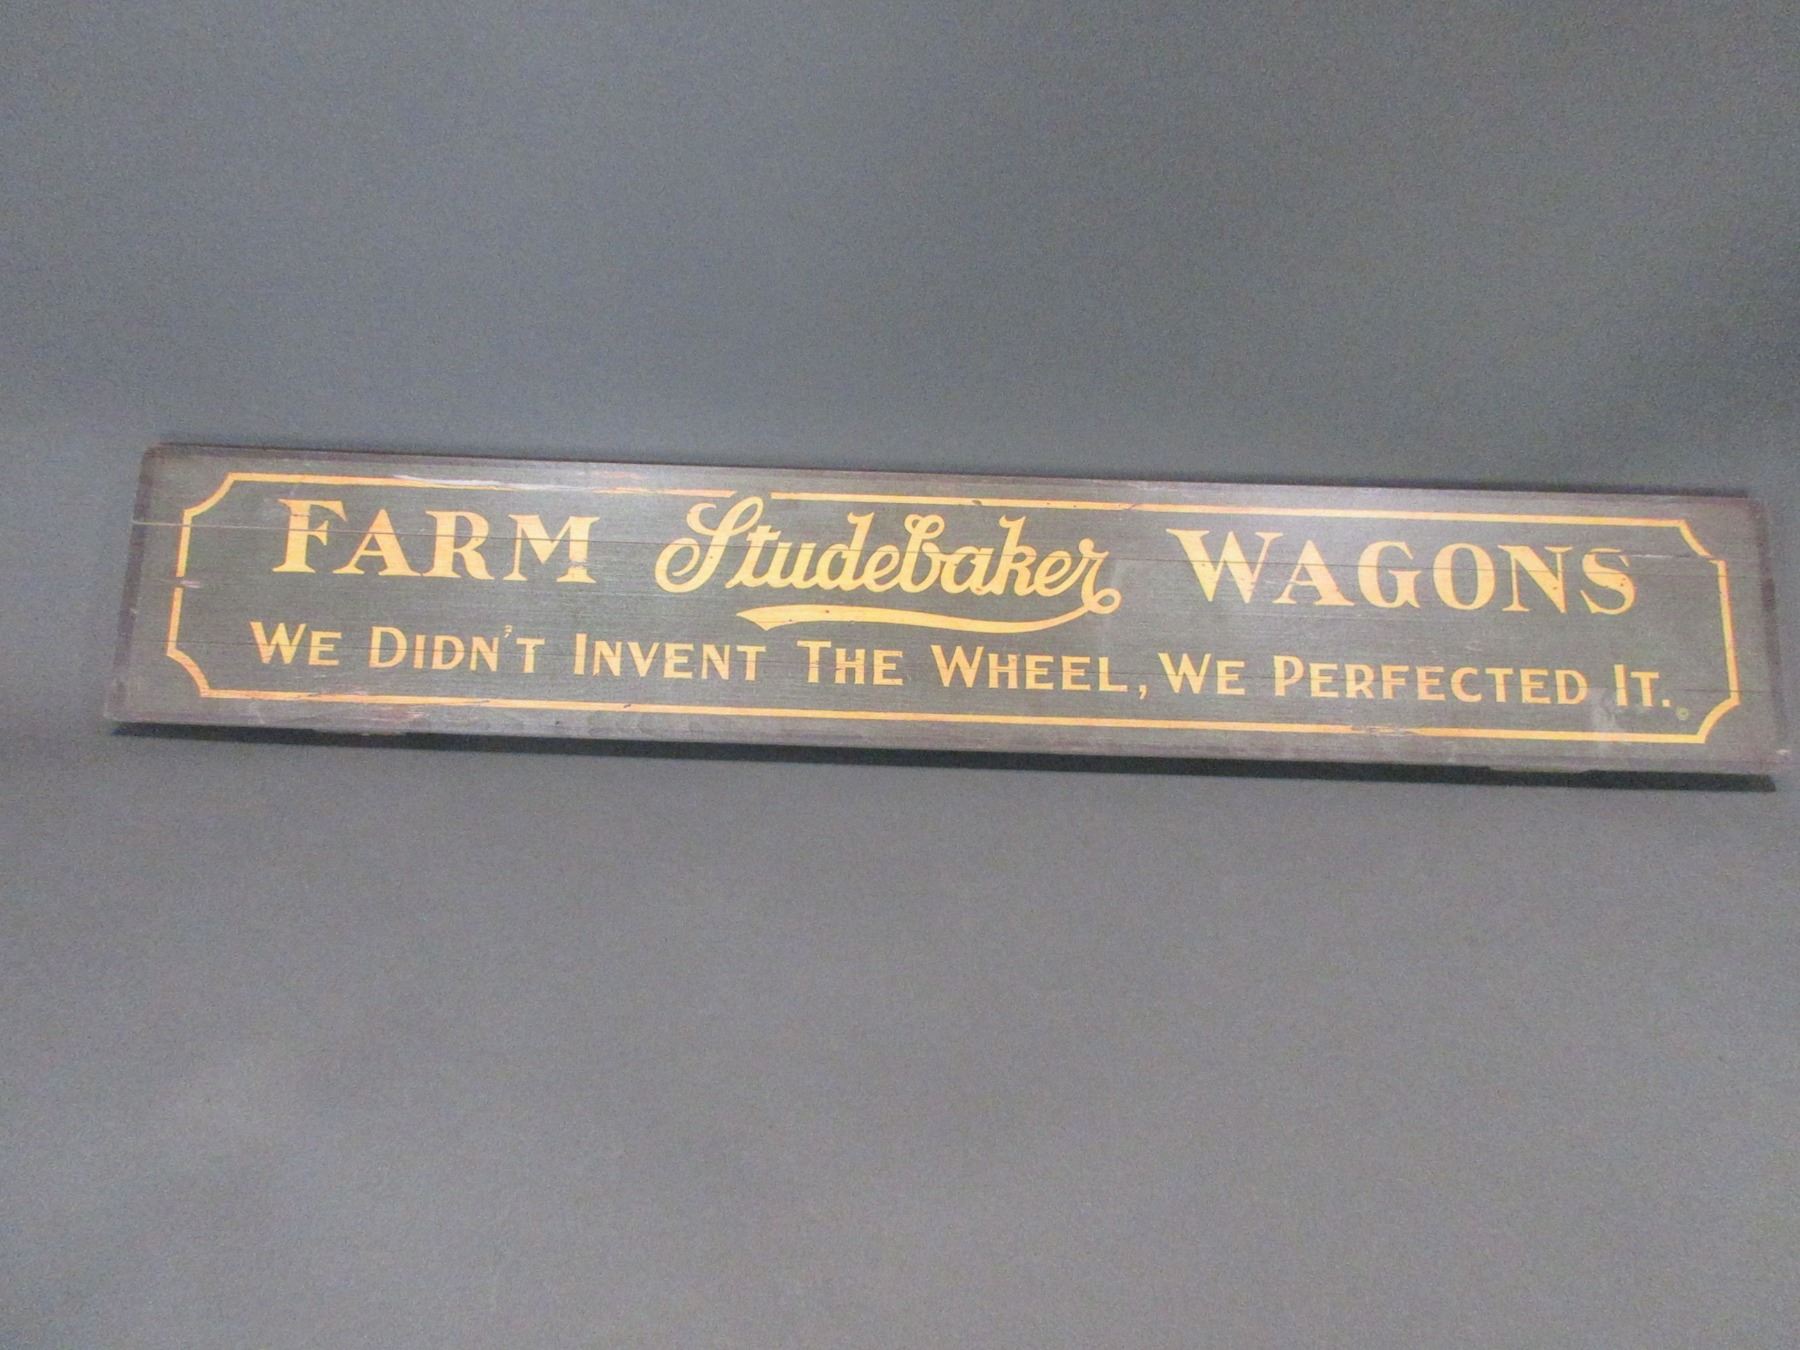 FARM Studebaker WAGONS
WE DIDN'T INVENT THE WHEEL, WE PERFECTED IT.